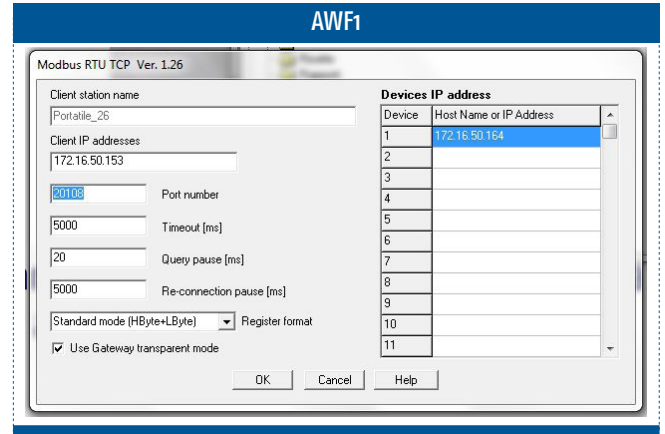 AWF1
Modbus RTU TCP Ver. 1.26
Client station name
Portatile_26
Client IP addresses
172.16.50.153
20108 Port number
5000 Timeout [ms]
20 Query pause [ms]
5000 Re-connection pause [ms]
Standard mode (HByte+LByte) Register format
Use Gateway transparent mode
Devices IP address
Device Host Name or IP Address
1 172.16.50.164
2
3
4
5
6
7
8
9
10
11
OK Cancel Help